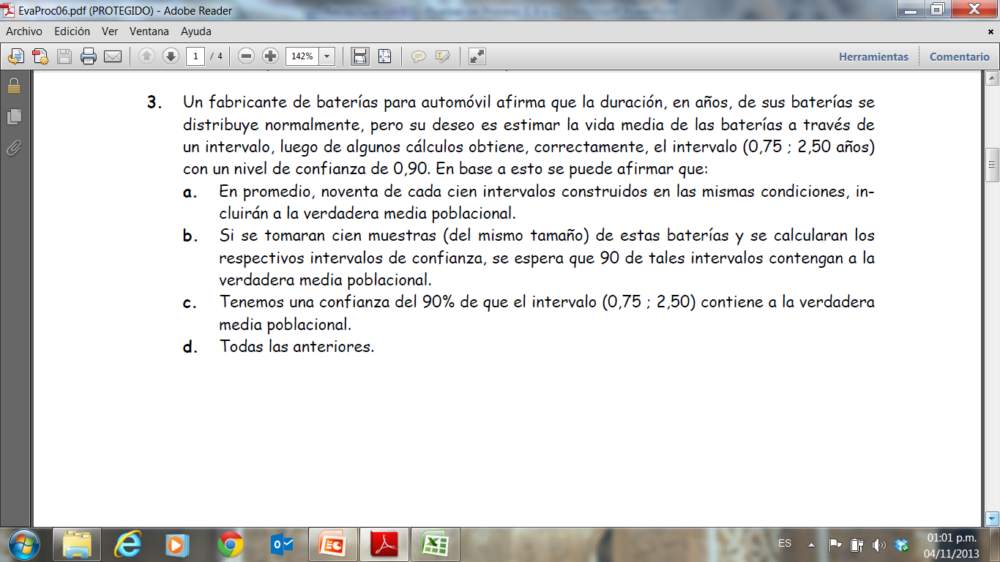 EvaProc06.pdf (PROTEGIDO) - Adobe Reader
Archivo Edición Ver Ventana Ayuda
1 / 4 142% Herramientas Comentario
3. Un fabricante de baterías para automóvil afirma que la duración, en años, de sus baterías se
distribuye normalmente, pero su deseo es estimar la vida media de las baterías a través de
un intervalo, luego de algunos cálculos obtiene, correctamente, el intervalo (0,75 ; 2,50 años)
con un nivel de confianza de 0,90. En base a esto se puede afirmar que:
a. En promedio, noventa de cada cien intervalos construidos en las mismas condiciones, in-
cluirán a la verdadera media poblacional.
b. Si se tomaran cien muestras (del mismo tamaño) de estas baterías y se calcularan los
respectivos intervalos de confianza, se espera que 90 de tales intervalos contengan a la
verdadera media poblacional.
c. Tenemos una confianza del 90% de que el intervalo (0,75 ; 2,50) contiene a la verdadera
media poblacional.
d. Todas las anteriores.
ES 01:01 p.m.
04/11/2013